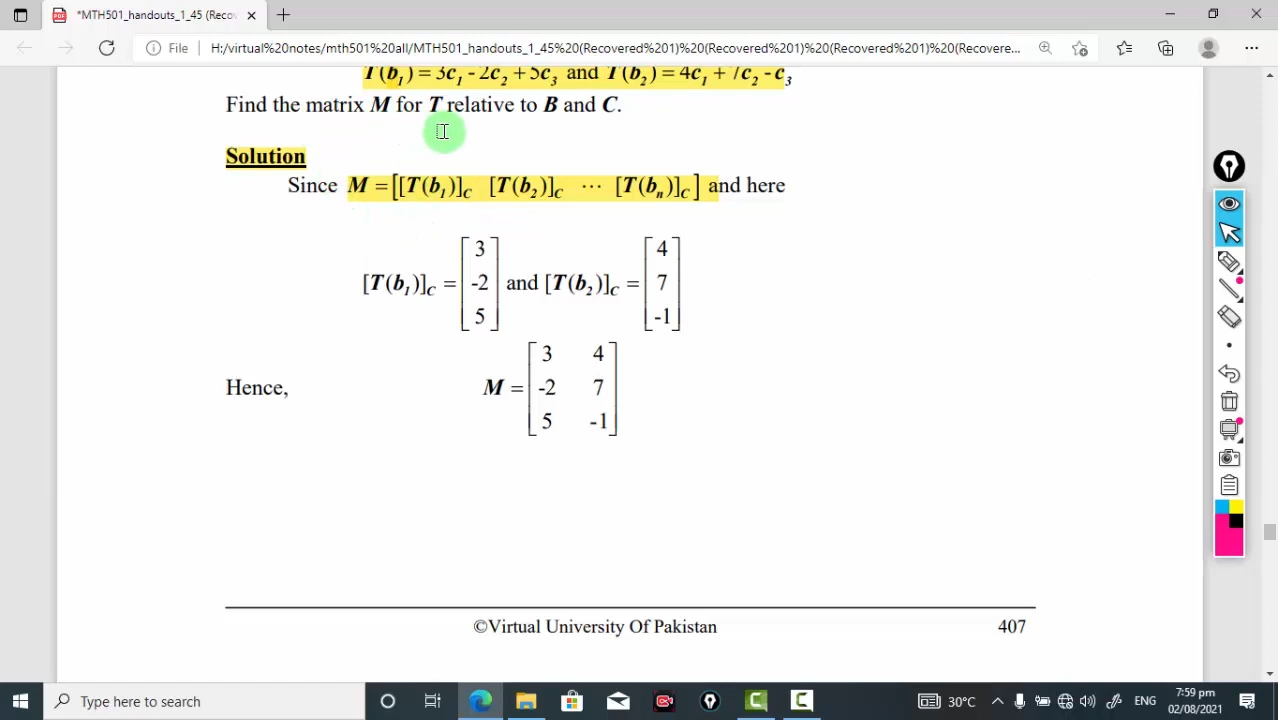 *MTH501_handouts_1_45 (Reco
File
H:/virtual%20notes/mth501%20all/MTH501_handouts_1_45%20(Recovered%201)%20(Recovered%201)%20(Recovered%201)%20(Recovere...
T(b₁) = 3c₁ - 2c₂ + 5c₃ and T(b₂) = 4c₁ + 7c₂ - c₃
Find the matrix M for T relative to B and C.
Solution
Since M = [[T(b₁)]_C [T(b₂)]_C ⋯ [T(bₙ)]_C] and here
[T(b₁)]_C = [3 -2 5] and [T(b₂)]_C = [4 7 -1]
3 4
Hence, M = -2 7
5 -1
©Virtual University Of Pakistan 407
Type here to search
30°C
ENG
7:59 pm
02/08/2021